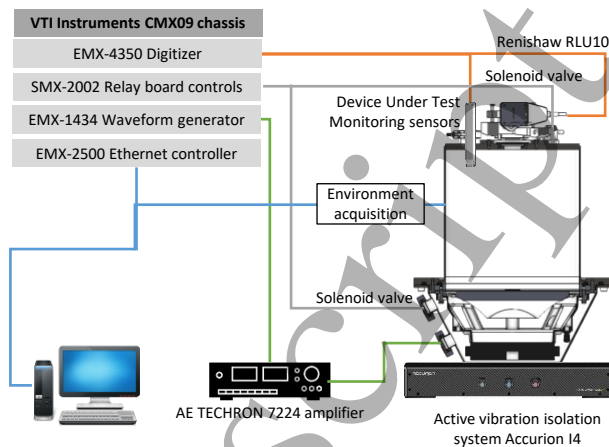 VTI Instruments CMX09 chassis
EMX-4350 Digitizer
SMX-2002 Relay board controls
EMX-1434 Waveform generator
EMX-2500 Ethernet controller
Renishaw RLU10
Solenoid valve
Device Under Test
Monitoring sensors
Environment
acquisition
Solenoid valve
AE TECHRON 7224 amplifier
ACCURION
Active vibration isolation
system Accurion I4
script